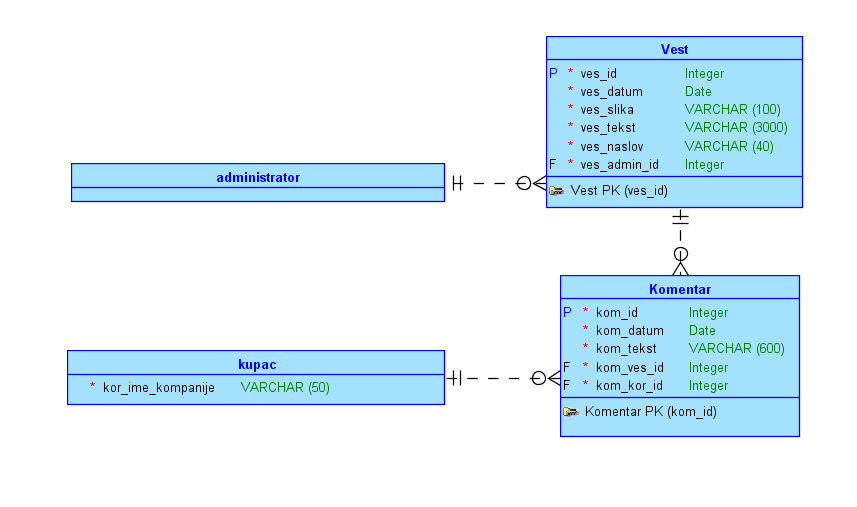 Vest
P * ves_id Integer
* ves_datum Date
* ves_slika VARCHAR (100)
* ves_tekst VARCHAR (3000)
* ves_naslov VARCHAR (40)
F * ves_admin_id Integer
Vest PK (ves_id)
administrator
Komentar
P * kom_id Integer
* kom_datum Date
* kom_tekst VARCHAR (600)
F * kom_ves_id Integer
F * kom_kor_id Integer
Komentar PK (kom_id)
kupac
* kor_ime_kompanije VARCHAR (50)